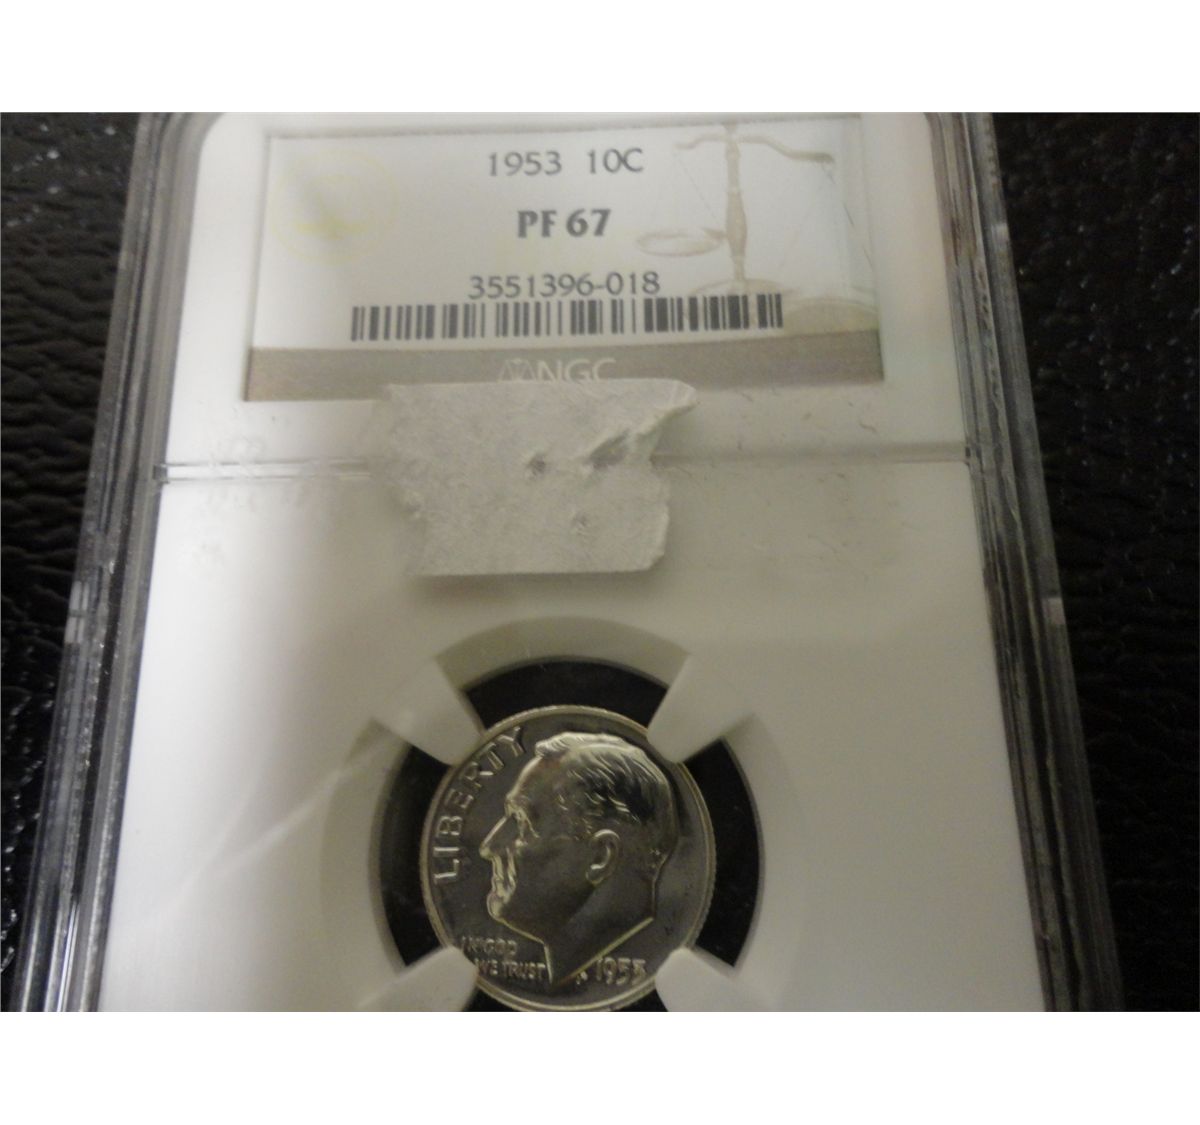 1953 10C
PF 67
3551396-018
NGC
LIBERTY
IN GOD
WE TRUST
1953